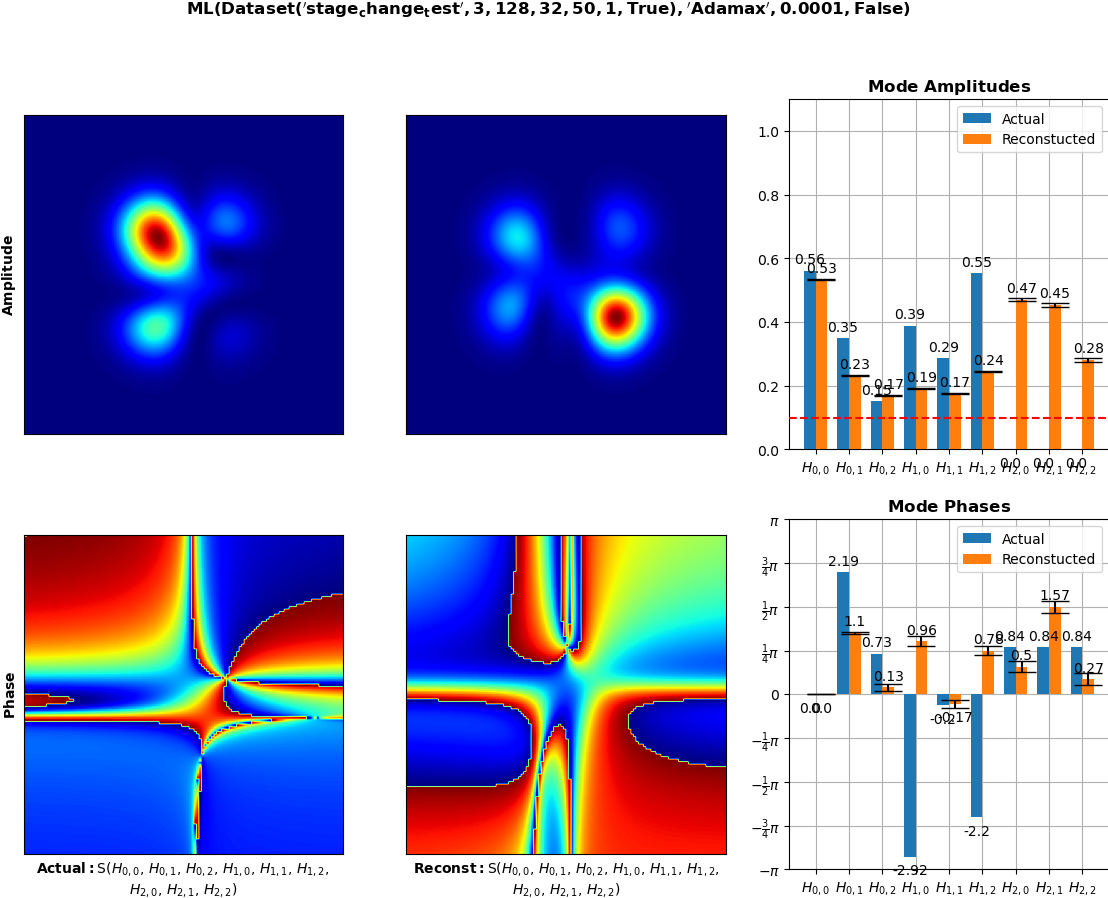 ML(Dataset('stage_change_test', 3, 128, 32, 50, 1, True), 'Adamax', 0.0001, False)
Amplitude
Mode Amplitudes
Actual
Reconstucted
1.0
0.8
0.6
0.4
0.2
0.0
0.56
0.53
0.35
0.23
0.15
0.17
0.39
0.19
0.29
0.17
0.55
0.24
0.0
0.47
0.0
0.45
0.0
0.28
H0,0 H0,1 H0,2 H1,0 H1,1 H1,2 H2,0 H2,1 H2,2
Phase
Actual: S(H0,0, H0,1, H0,2, H1,0, H1,1, H1,2,
H2,0, H2,1, H2,2)
Reconst: S(H0,0, H0,1, H0,2, H1,0, H1,1, H1,2,
H2,0, H2,1, H2,2)
Mode Phases
Actual
Reconstucted
π
3/4π
1/2π
1/4π
0
−1/4π
−1/2π
−3/4π
−π
0.0
0.0
2.19
1.1
0.73
0.13
-2.92
0.96
-0.2
-0.17
-2.2
0.78
0.84
0.5
0.84
1.57
0.84
0.27
H0,0 H0,1 H0,2 H1,0 H1,1 H1,2 H2,0 H2,1 H2,2